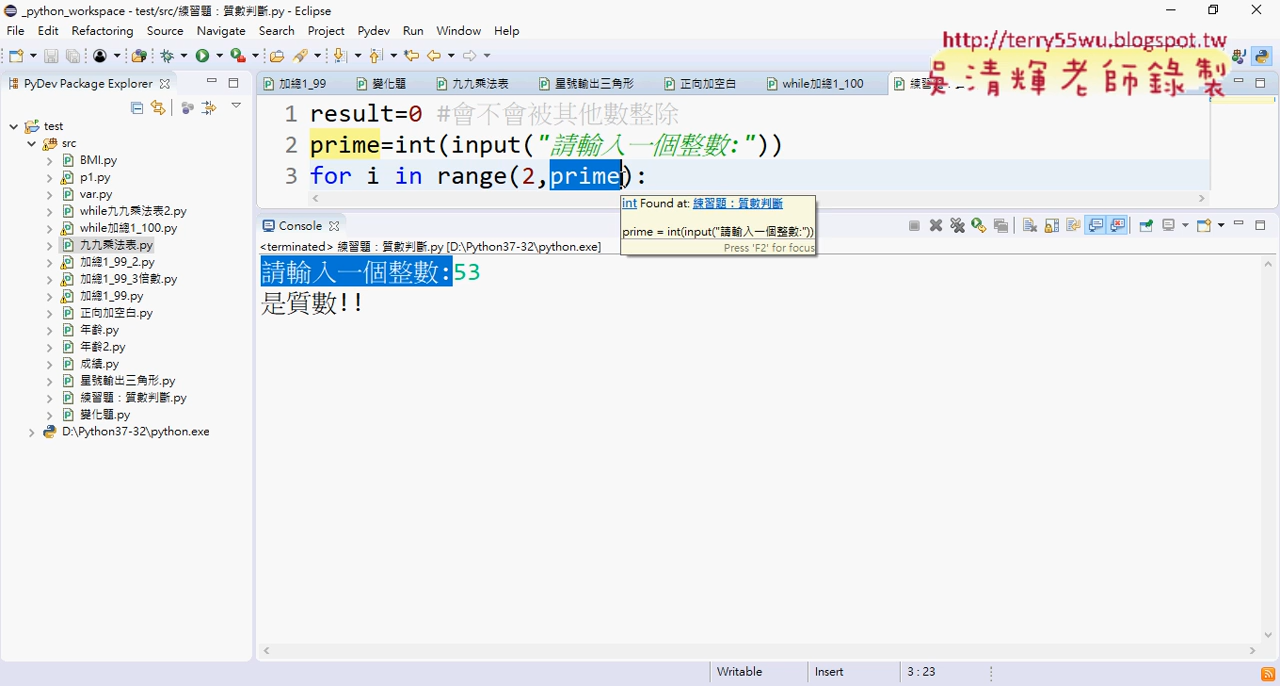 _python_workspace - test/src/練習題：質數判斷.py - Eclipse
File Edit Refactoring Source Navigate Search Project Pydev Run Window Help
http://terry55wu.blogspot.tw
吳清輝老師錄製
PyDev Package Explorer
加總1_99 變化題 九九乘法表 星號輸出三角形 正向加空白 while加總1_100
test
src
BMI.py
p1.py
var.py
while九九乘法表2.py
while加總1_100.py
九九乘法表.py
加總1_99_2.py
加總1_99_3倍數.py
加總1_99.py
正向加空白.py
年齡.py
年齡2.py
成績.py
星號輸出三角形.py
練習題：質數判斷.py
變化題.py
D:\Python37-32\python.exe
1 result=0 #會不會被其他數整除
2 prime=int(input("請輸入一個整數:"))
3 for i in range(2,prime):
int Found at: 練習題：質數判斷
prime = int(input("請輸入一個整數:"))
Press 'F2' for focus
Console
<terminated> 練習題：質數判斷.py [D:\Python37-32\python.exe]
請輸入一個整數:53
是質數!!
Writable Insert 3 : 23